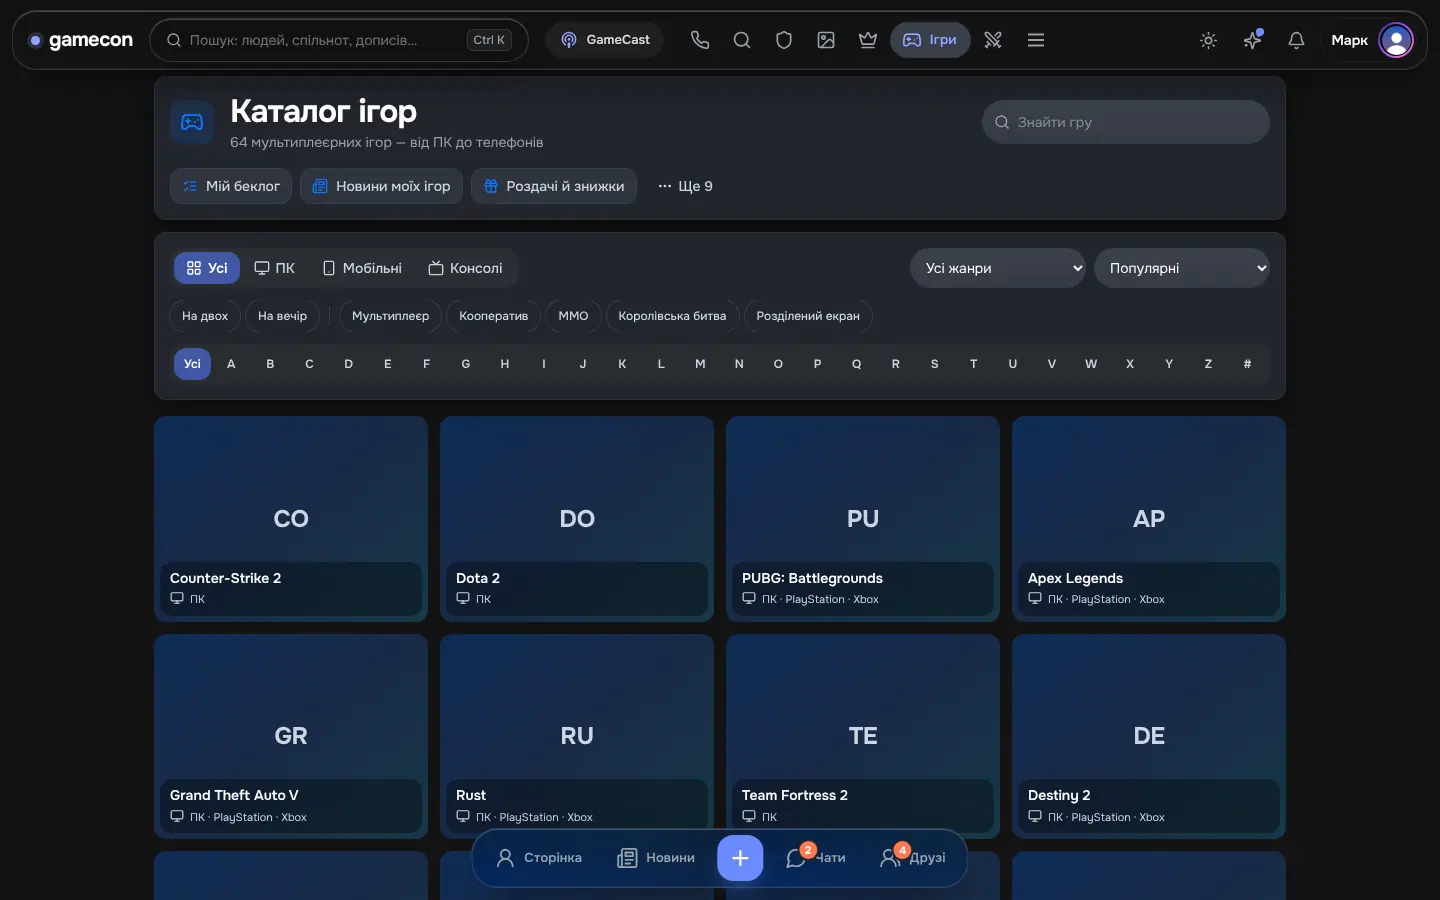 gamecon
Пошук: людей, спільнот, дописів...
Ctrl K
GameCast
Ігри
Марк
Каталог ігор
64 мультиплеєрних ігор — від ПК до телефонів
Знайти гру
Мій беклог
Новини моїх ігор
Роздачі й знижки
··· Ще 9
Усі
ПК
Мобільні
Консолі
Усі жанри
Популярні
На двох
На вечір
Мультиплеєр
Кооператив
ММО
Королівська битва
Розділений екран
Усі A B C D E F G H I J K L M N O P Q R S T U V W X Y Z #
CO
DO
PU
AP
Counter-Strike 2
ПК
Dota 2
ПК
PUBG: Battlegrounds
ПК · PlayStation · Xbox
Apex Legends
ПК · PlayStation · Xbox
GR
RU
TE
DE
Grand Theft Auto V
ПК · PlayStation · Xbox
Rust
ПК · PlayStation · Xbox
Team Fortress 2
ПК
Destiny 2
ПК · PlayStation · Xbox
Сторінка
Новини
+
2
Чати
4
Друзі